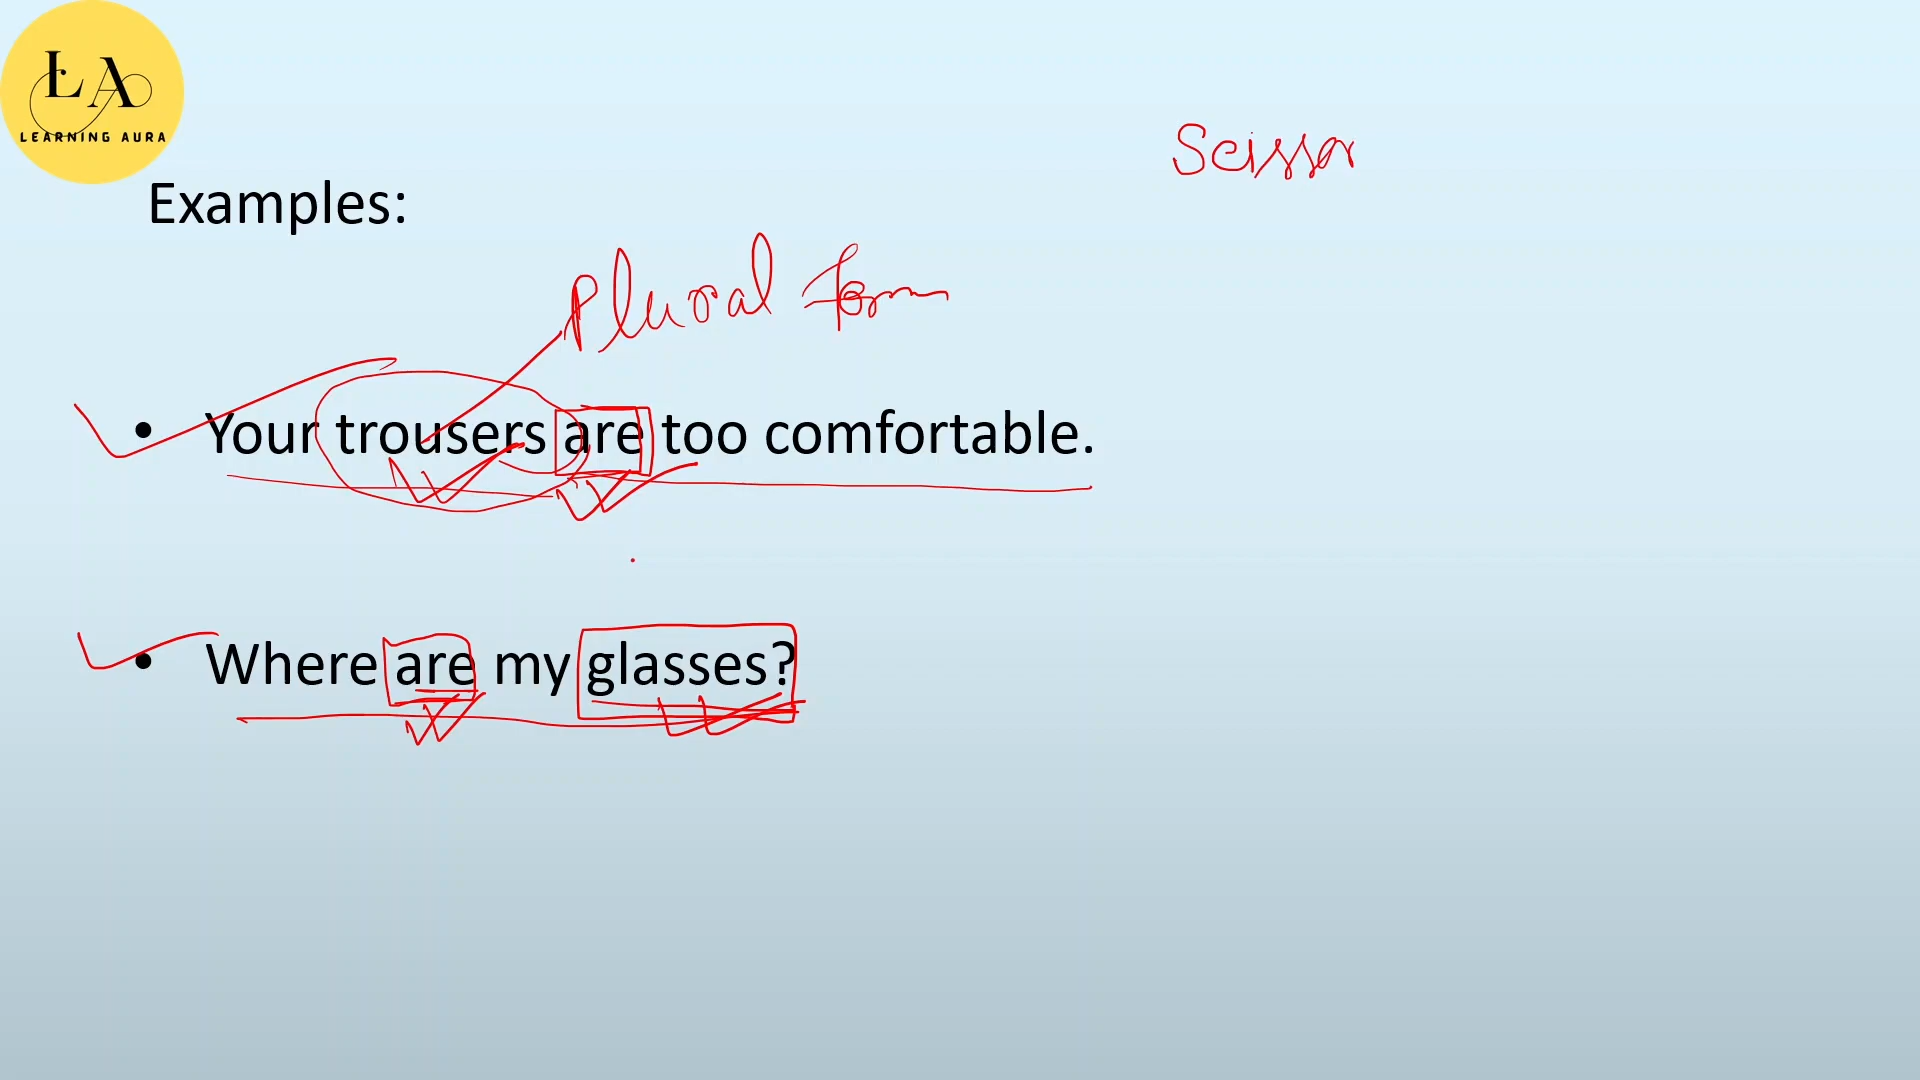 LA
LEARNING AURA
Scissor
Examples:
Plural form
• Your trousers are too comfortable.
• Where are my glasses?